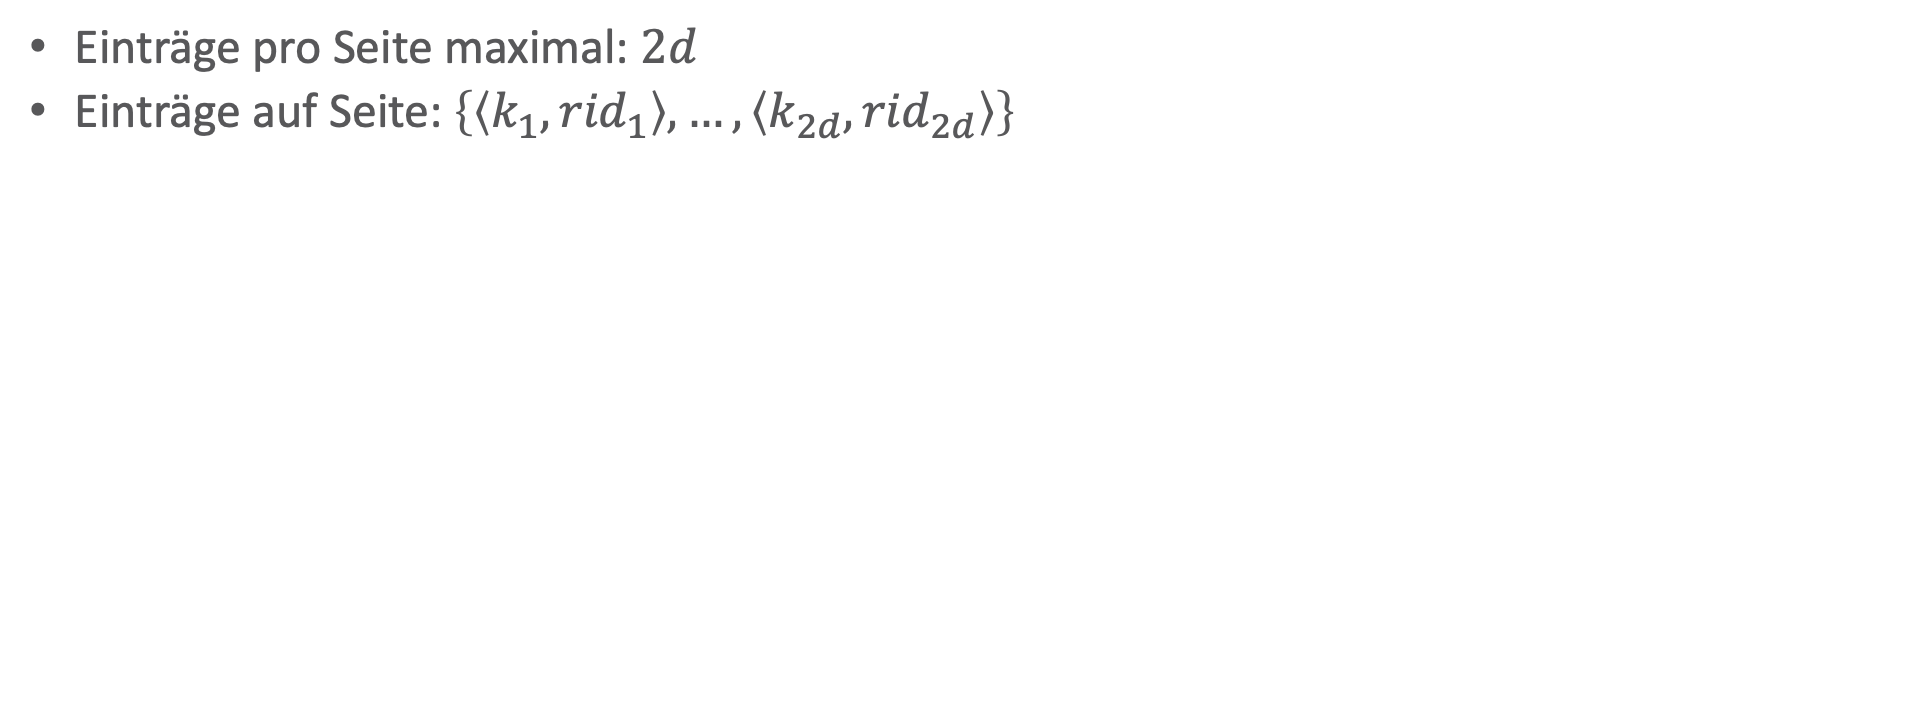 • Einträge pro Seite maximal: 2d
• Einträge auf Seite: {⟨k₁, rid₁⟩, … , ⟨k₂d, rid₂d⟩}